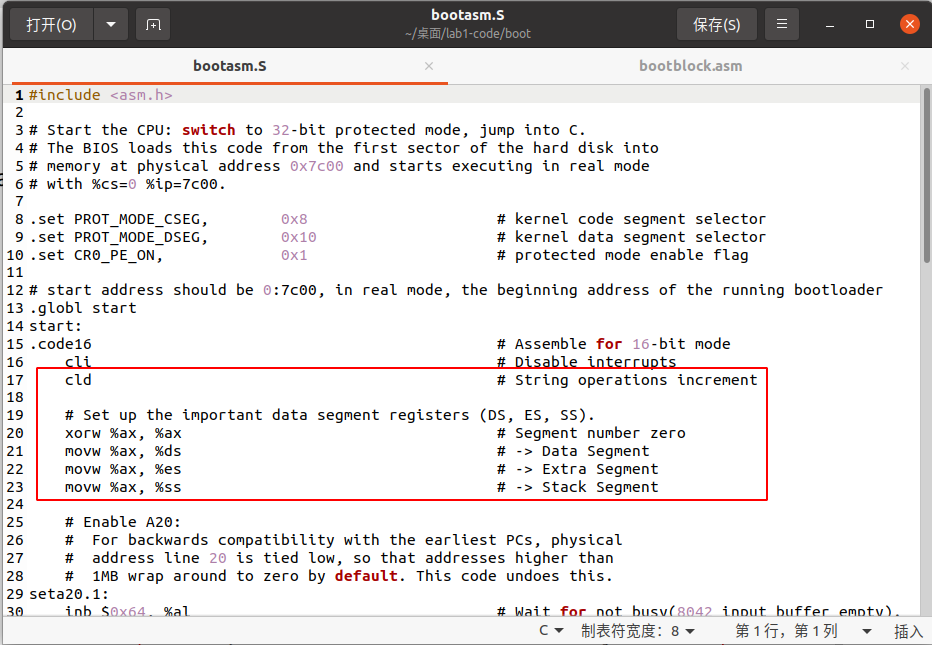 打开(O)
bootasm.S
~/桌面/lab1-code/boot
保存(S)
bootasm.S × bootblock.asm ×
1 #include <asm.h>
2
3 # Start the CPU: switch to 32-bit protected mode, jump into C.
4 # The BIOS loads this code from the first sector of the hard disk into
5 # memory at physical address 0x7c00 and starts executing in real mode
6 # with %cs=0 %ip=7c00.
7
8 .set PROT_MODE_CSEG, 0x8 # kernel code segment selector
9 .set PROT_MODE_DSEG, 0x10 # kernel data segment selector
10 .set CR0_PE_ON, 0x1 # protected mode enable flag
11
12 # start address should be 0:7c00, in real mode, the beginning address of the running bootloader
13 .globl start
14 start:
15 .code16 # Assemble for 16-bit mode
16 cli # Disable interrupts
17 cld # String operations increment
18
19 # Set up the important data segment registers (DS, ES, SS).
20 xorw %ax, %ax # Segment number zero
21 movw %ax, %ds # -> Data Segment
22 movw %ax, %es # -> Extra Segment
23 movw %ax, %ss # -> Stack Segment
24
25 # Enable A20:
26 # For backwards compatibility with the earliest PCs, physical
27 # address line 20 is tied low, so that addresses higher than
28 # 1MB wrap around to zero by default. This code undoes this.
29 seta20.1:
30 inb $0x64, %al # Wait for not busy(8042 input buffer empty).
C 制表符宽度：8 第 1 行，第 1 列 插入